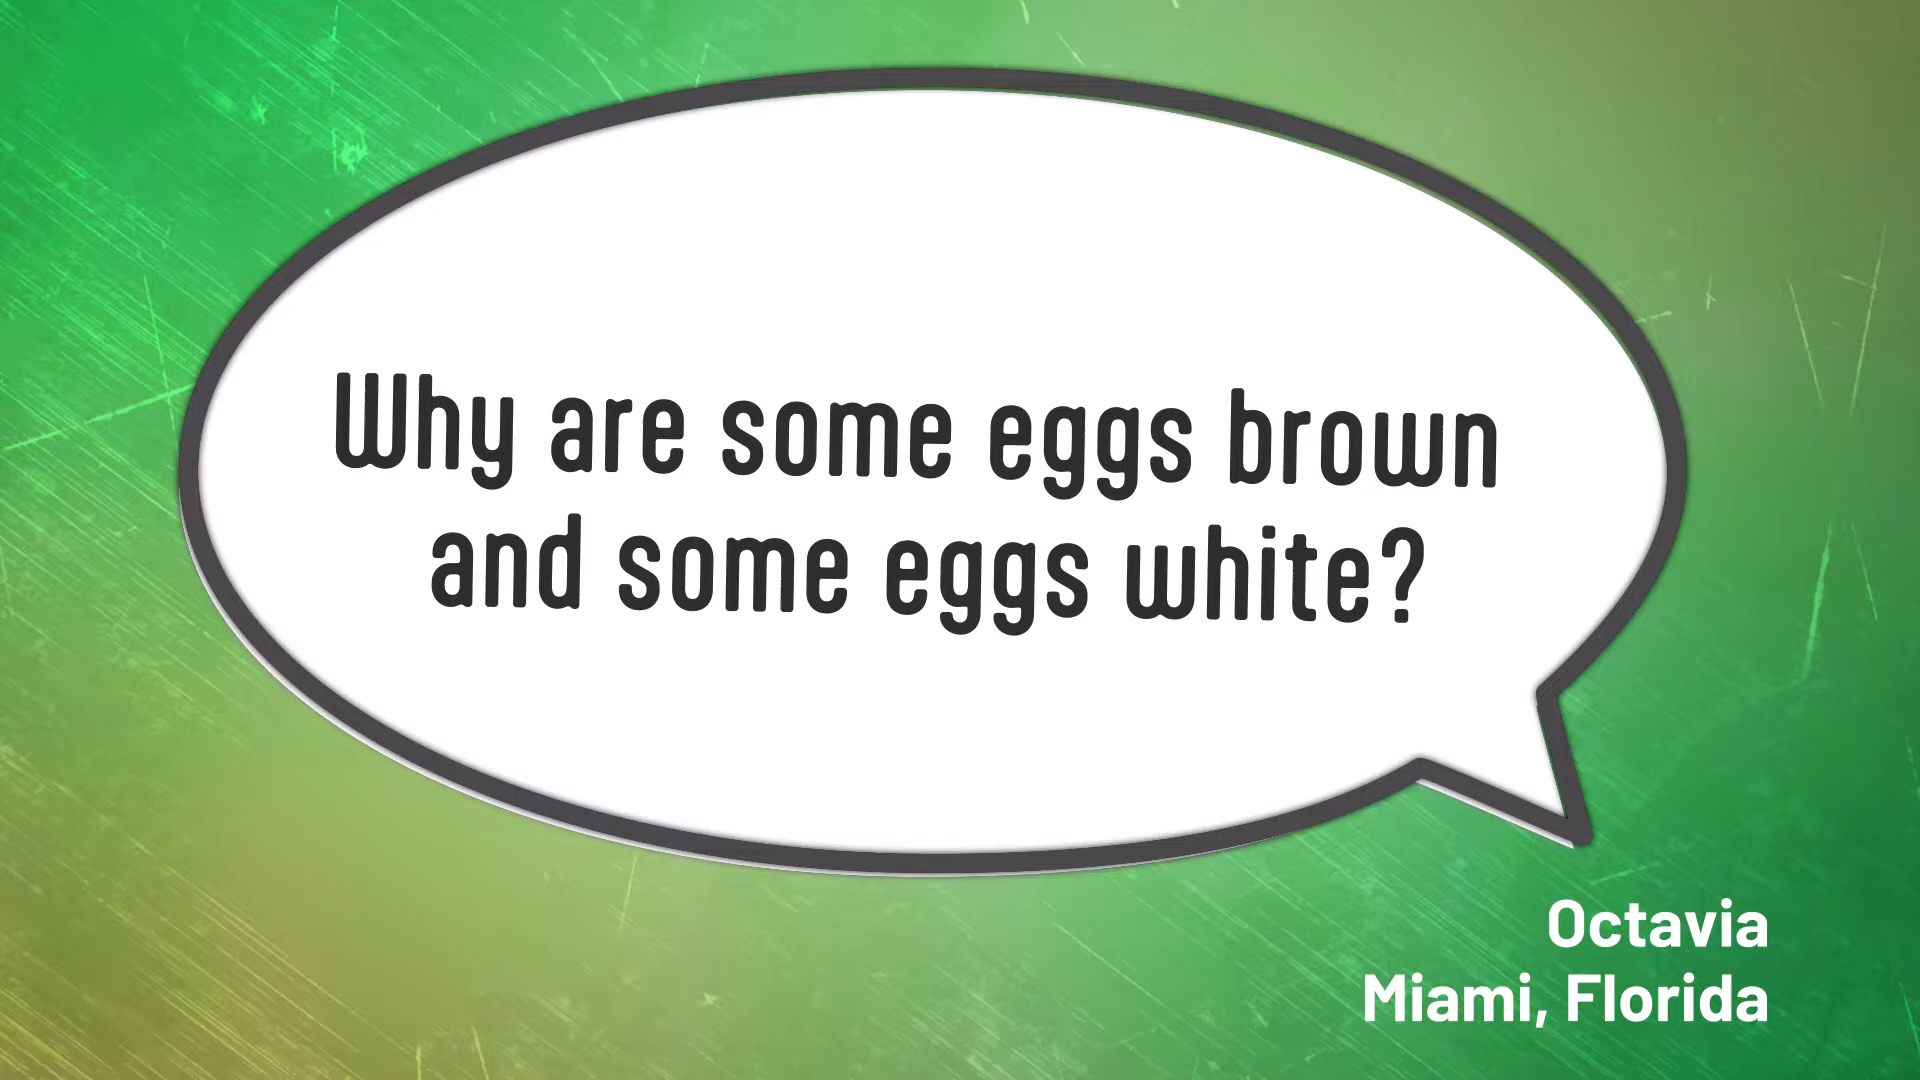 Why are some eggs brown
and some eggs white?
Octavia
Miami, Florida